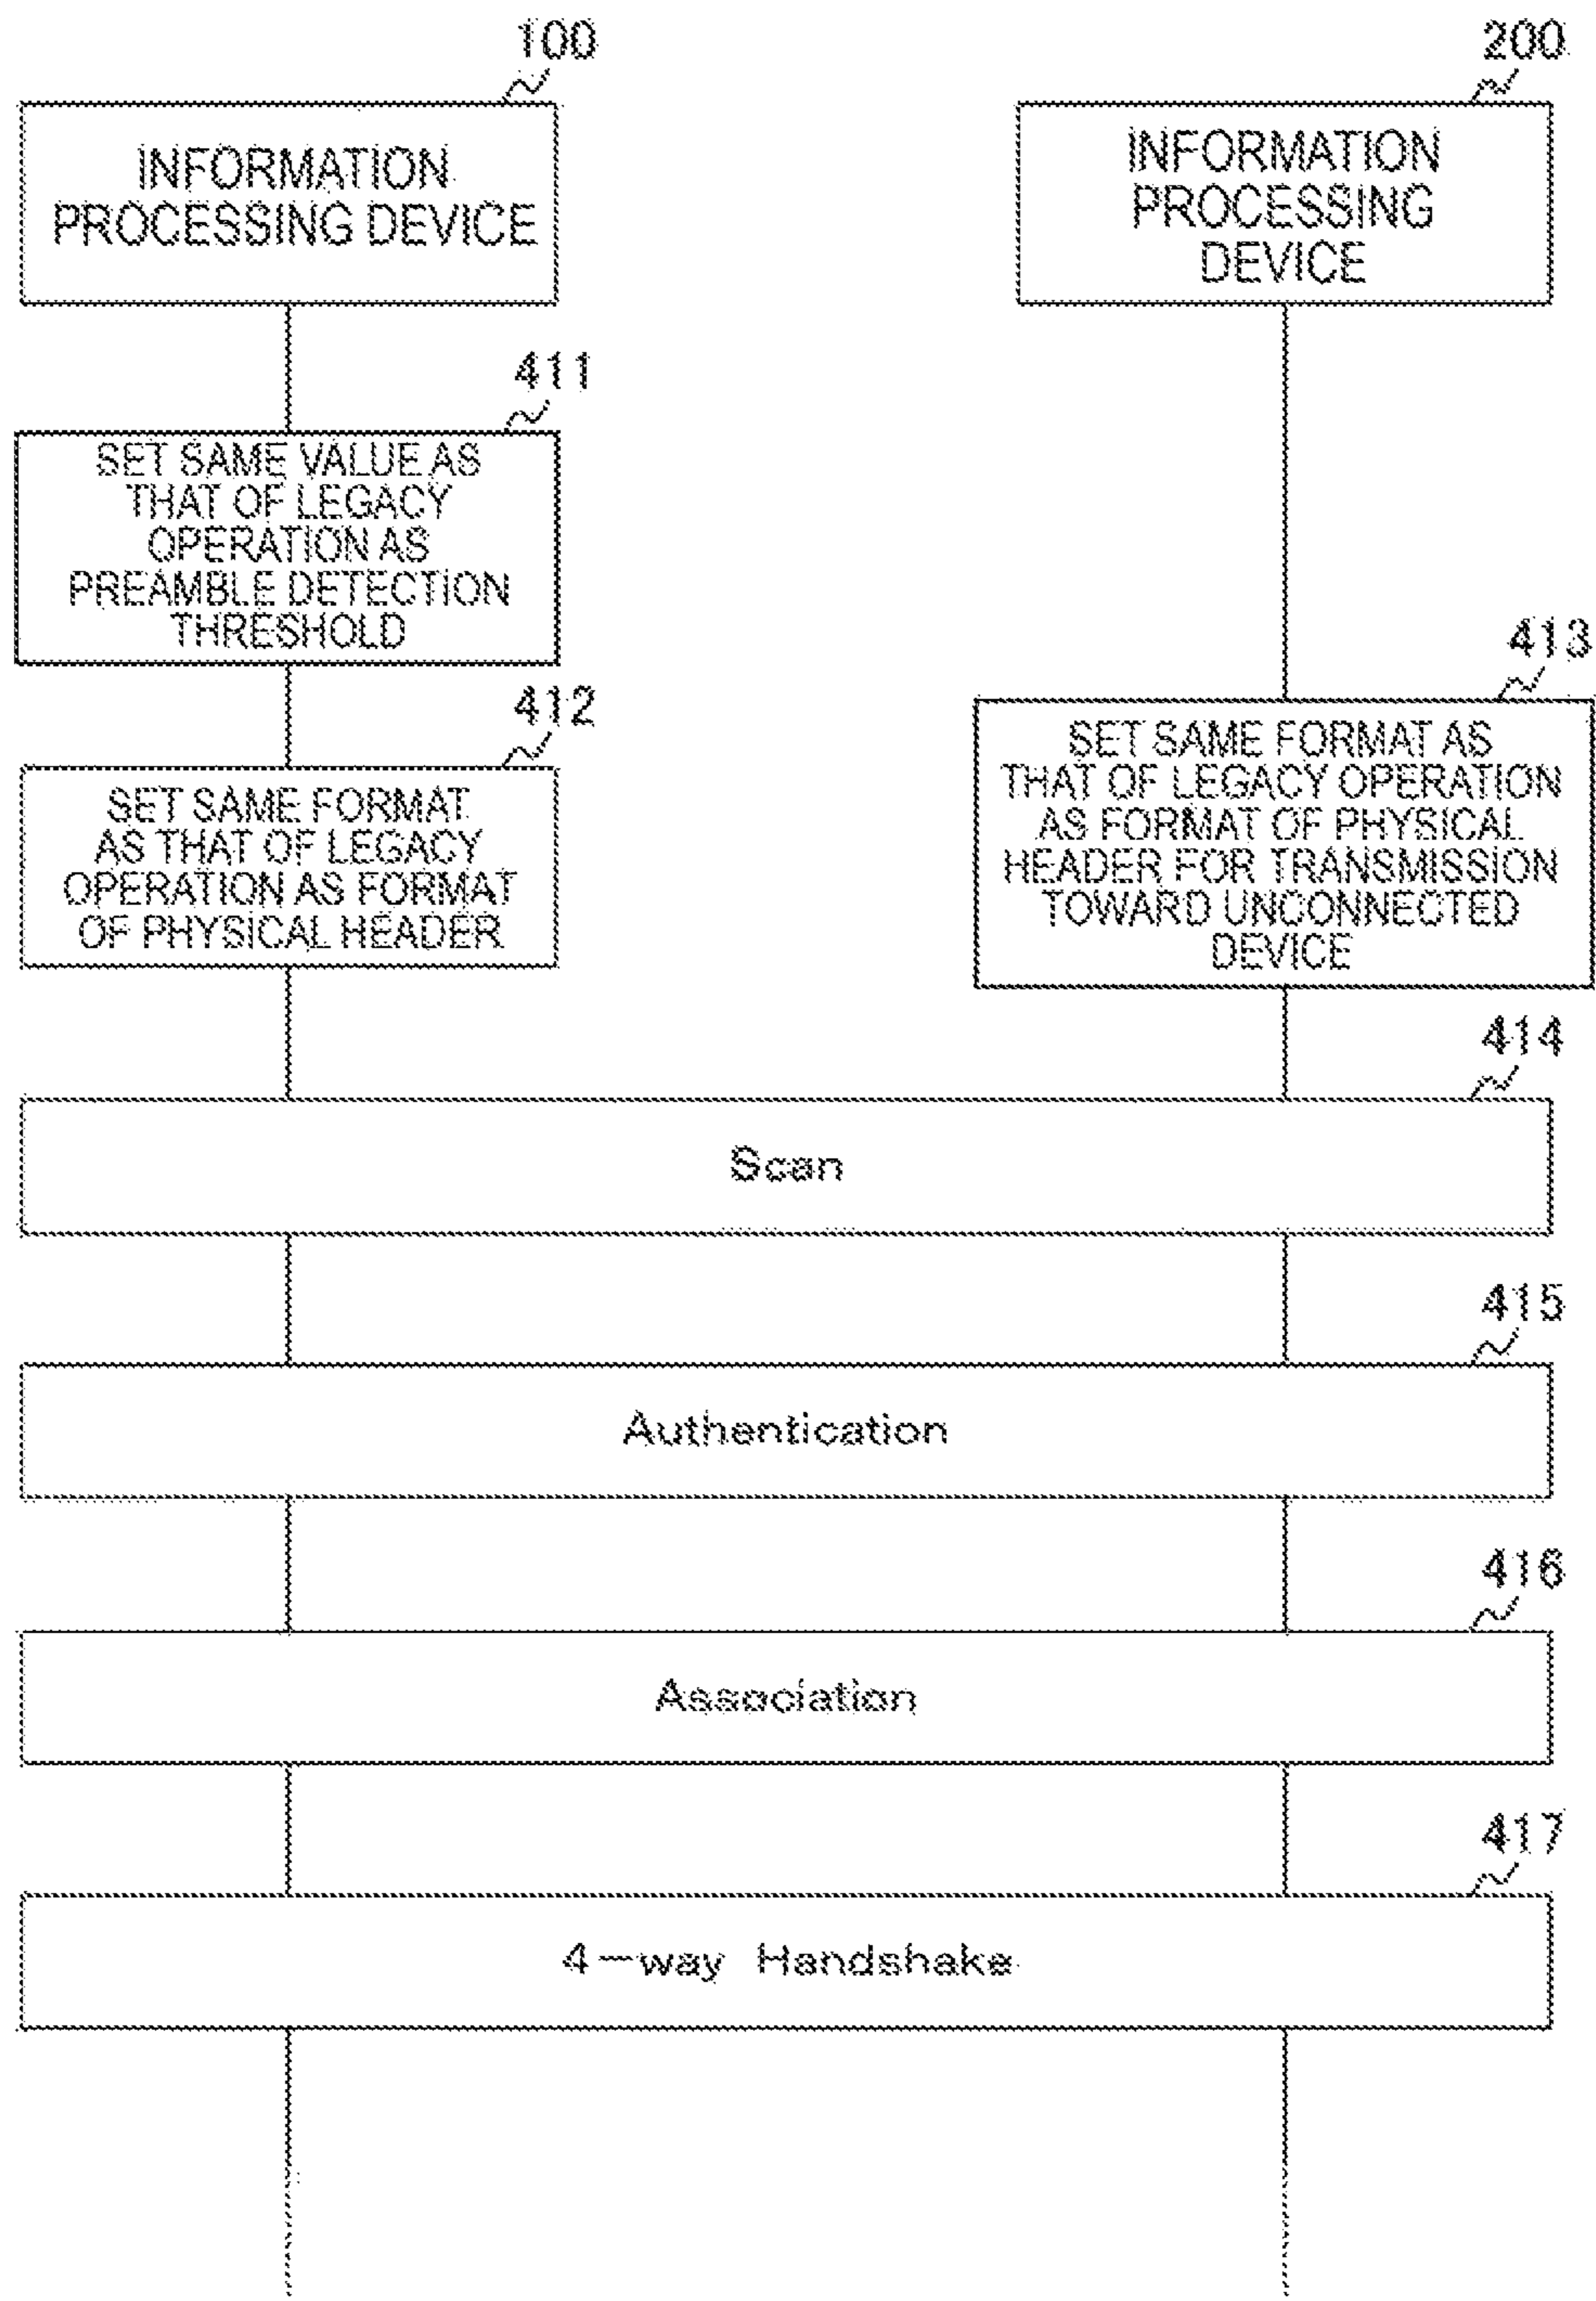 100
INFORMATION
PROCESSING DEVICE
200
INFORMATION
PROCESSING
DEVICE
411
SET SAME VALUE AS
THAT OF LEGACY
OPERATION AS
PREAMBLE DETECTION
THRESHOLD
412
SET SAME FORMAT
AS THAT OF LEGACY
OPERATION AS FORMAT
OF PHYSICAL HEADER
413
SET SAME FORMAT AS
THAT OF LEGACY OPERATION
AS FORMAT OF PHYSICAL
HEADER FOR TRANSMISSION
TOWARD UNCONNECTED
DEVICE
414
Scan
415
Authentication
416
Association
417
4-way Handshake